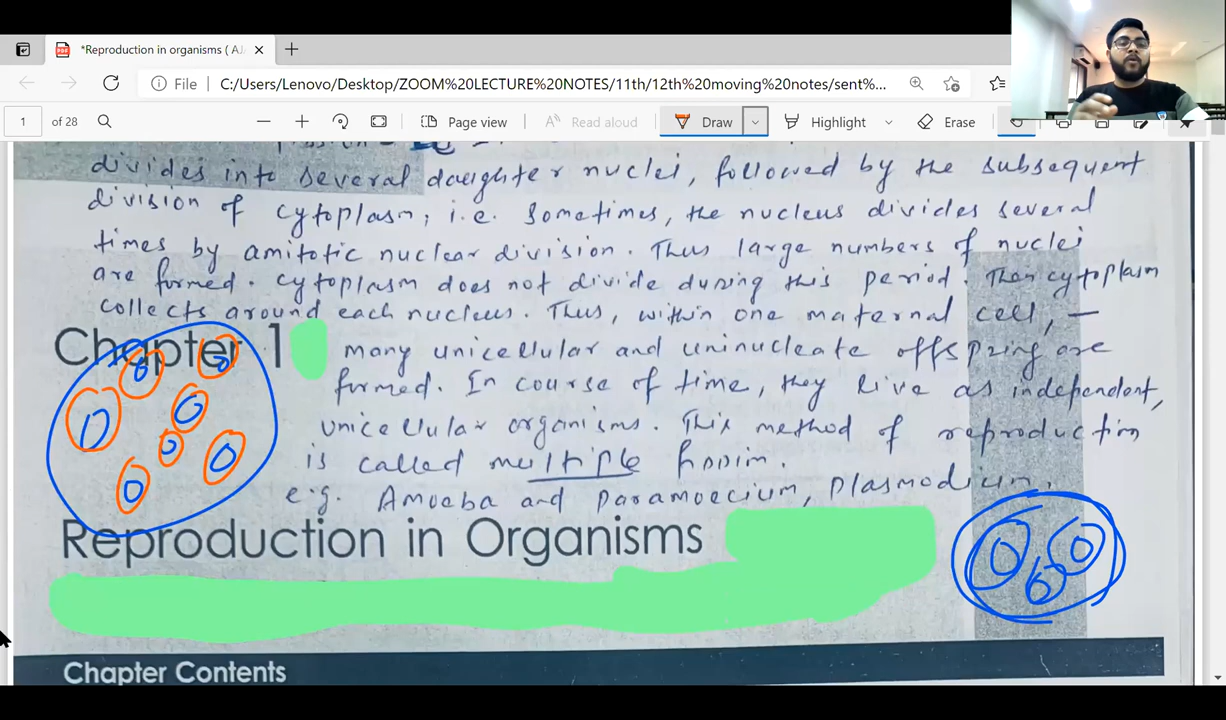 *Reproduction in organisms ( AJ
File
C:/Users/Lenovo/Desktop/ZOOM%20LECTURE%20NOTES/11th/12th%20moving%20notes/sent%...
1 of 28
Page view
Read aloud
Draw
Highlight
Erase
divides into several daughter nuclei, followed by the subsequent
division of cytoplasm, i.e. sometimes, the nucleus divides several
times by amitotic nuclear division. Thus large numbers of nuclei
are formed. cytoplasm does not divide during this period. Then cytoplasm
collects around each nucleus. Thus, within one maternal cell, —
Chapter 1
many unicellular and uninucleate offspring are
formed. In course of time, they live as independent,
unicellular organisms. This method of reproduction
is called multiple
e.g. Amoeba and Paramoecium, Plasmodium.
Reproduction in Organisms
Chapter Contents